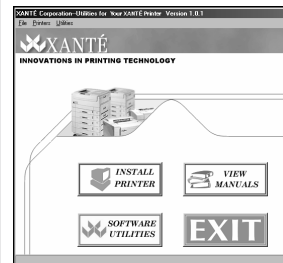 XANTÉ Corporation--Utilities for Your XANTÉ Printer Version 1.0.1
File Printers Utilities
XANTÉ
INNOVATIONS IN PRINTING TECHNOLOGY
INSTALL
PRINTER
VIEW
MANUALS
SOFTWARE
UTILITIES
EXIT